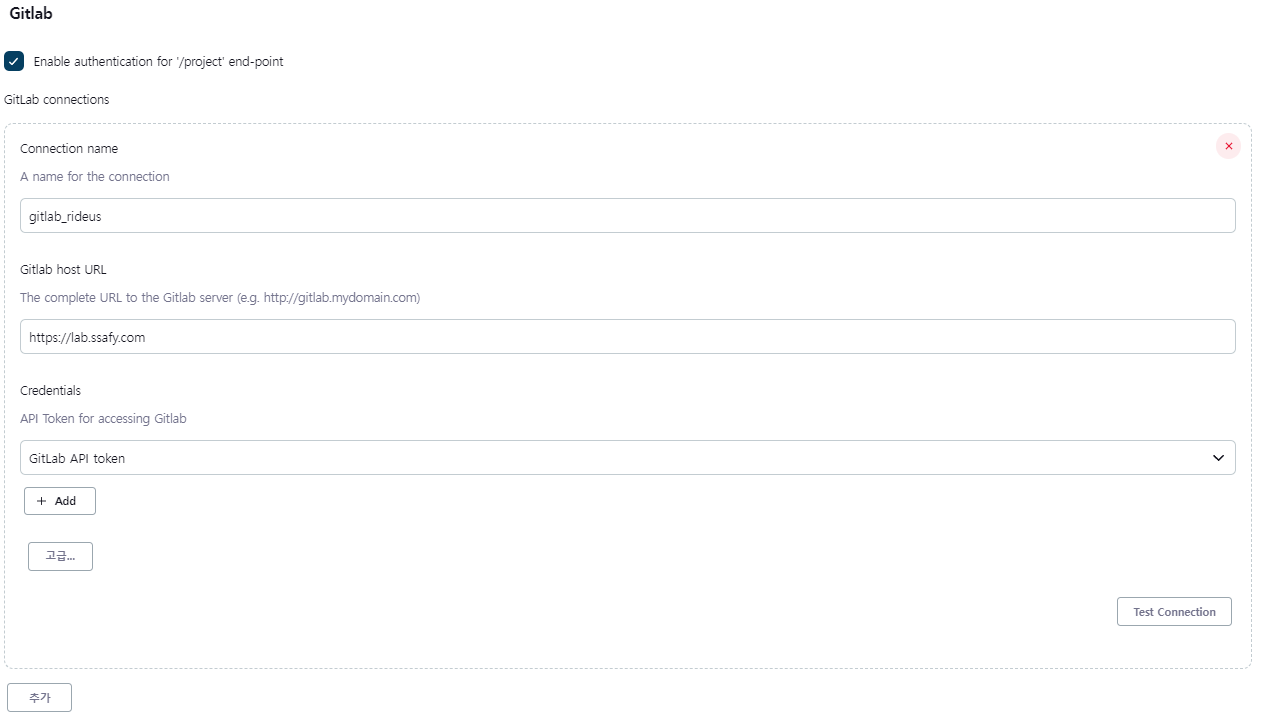 Gitlab
Enable authentication for '/project' end-point
GitLab connections
Connection name
A name for the connection
gitlab_rideus
Gitlab host URL
The complete URL to the Gitlab server (e.g. http://gitlab.mydomain.com)
https://lab.ssafy.com
Credentials
API Token for accessing Gitlab
GitLab API token
+ Add
고급...
Test Connection
추가